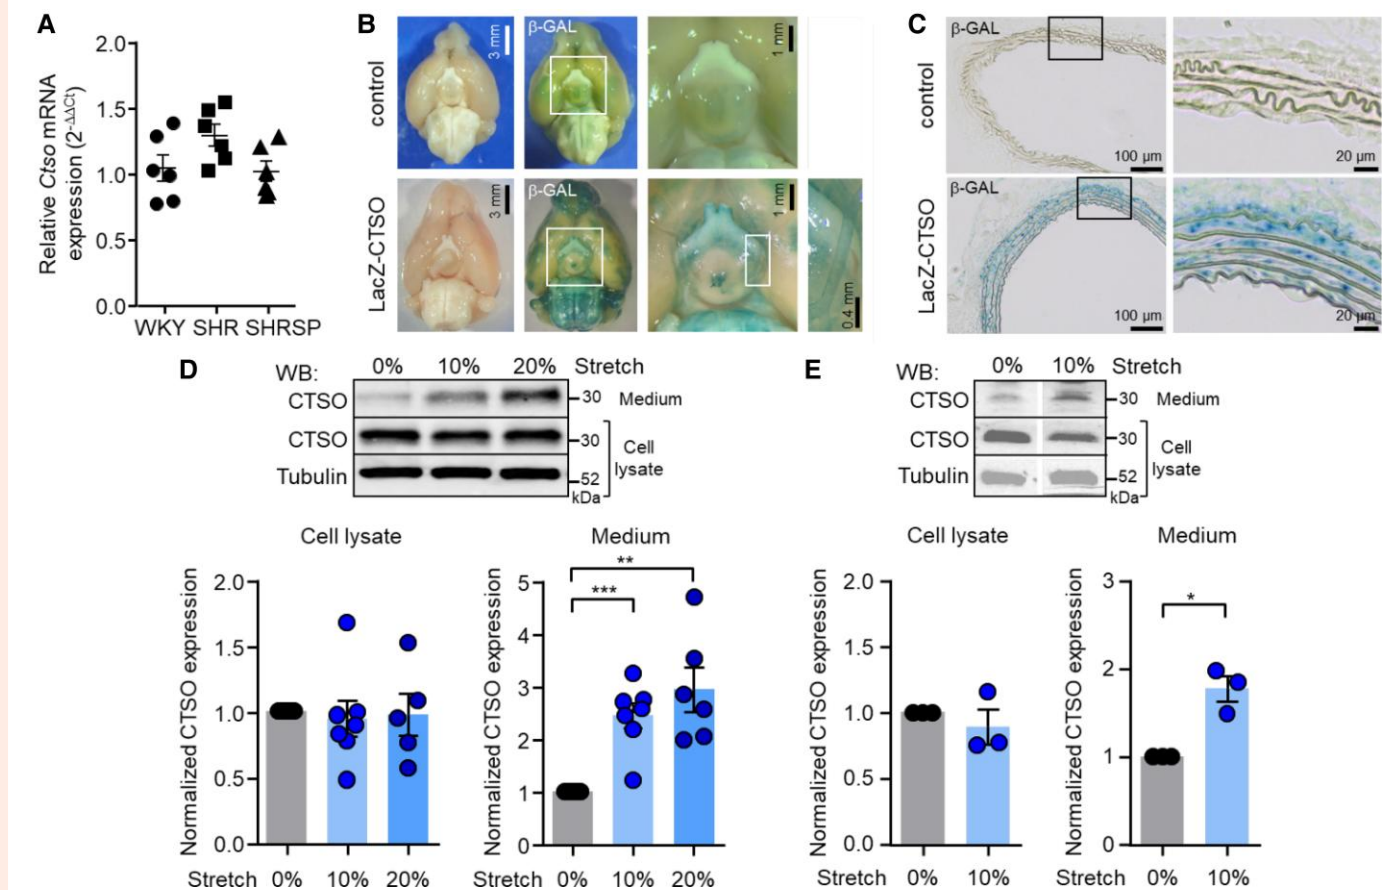 A
Relative Ctso mRNA
expression (2-ΔΔCt)
2.0
1.5
1.0
0.5
0.0
WKY SHR SHRSP
B
control
3 mm
β-GAL
1 mm
LacZ-CTSO
3 mm
β-GAL
1 mm
0.4 mm
C
control
β-GAL
100 µm
20 µm
LacZ-CTSO
β-GAL
100 µm
20 µm
D
WB: 0% 10% 20% Stretch
CTSO 30 Medium
CTSO 30 Cell
lysate
Tubulin 52
kDa
Cell lysate
Normalized CTSO expression
2.0
1.5
1.0
0.5
0.0
Stretch 0% 10% 20%
Medium
Normalized CTSO expression
5
4
3
2
1
0
**
***
Stretch 0% 10% 20%
E
WB: 0% 10% Stretch
CTSO 30 Medium
CTSO 30 Cell
lysate
Tubulin 52
kDa
Cell lysate
Normalized CTSO expression
2.0
1.5
1.0
0.5
0.0
Stretch 0% 10%
Medium
Normalized CTSO expression
3
2
1
0
*
Stretch 0% 10%